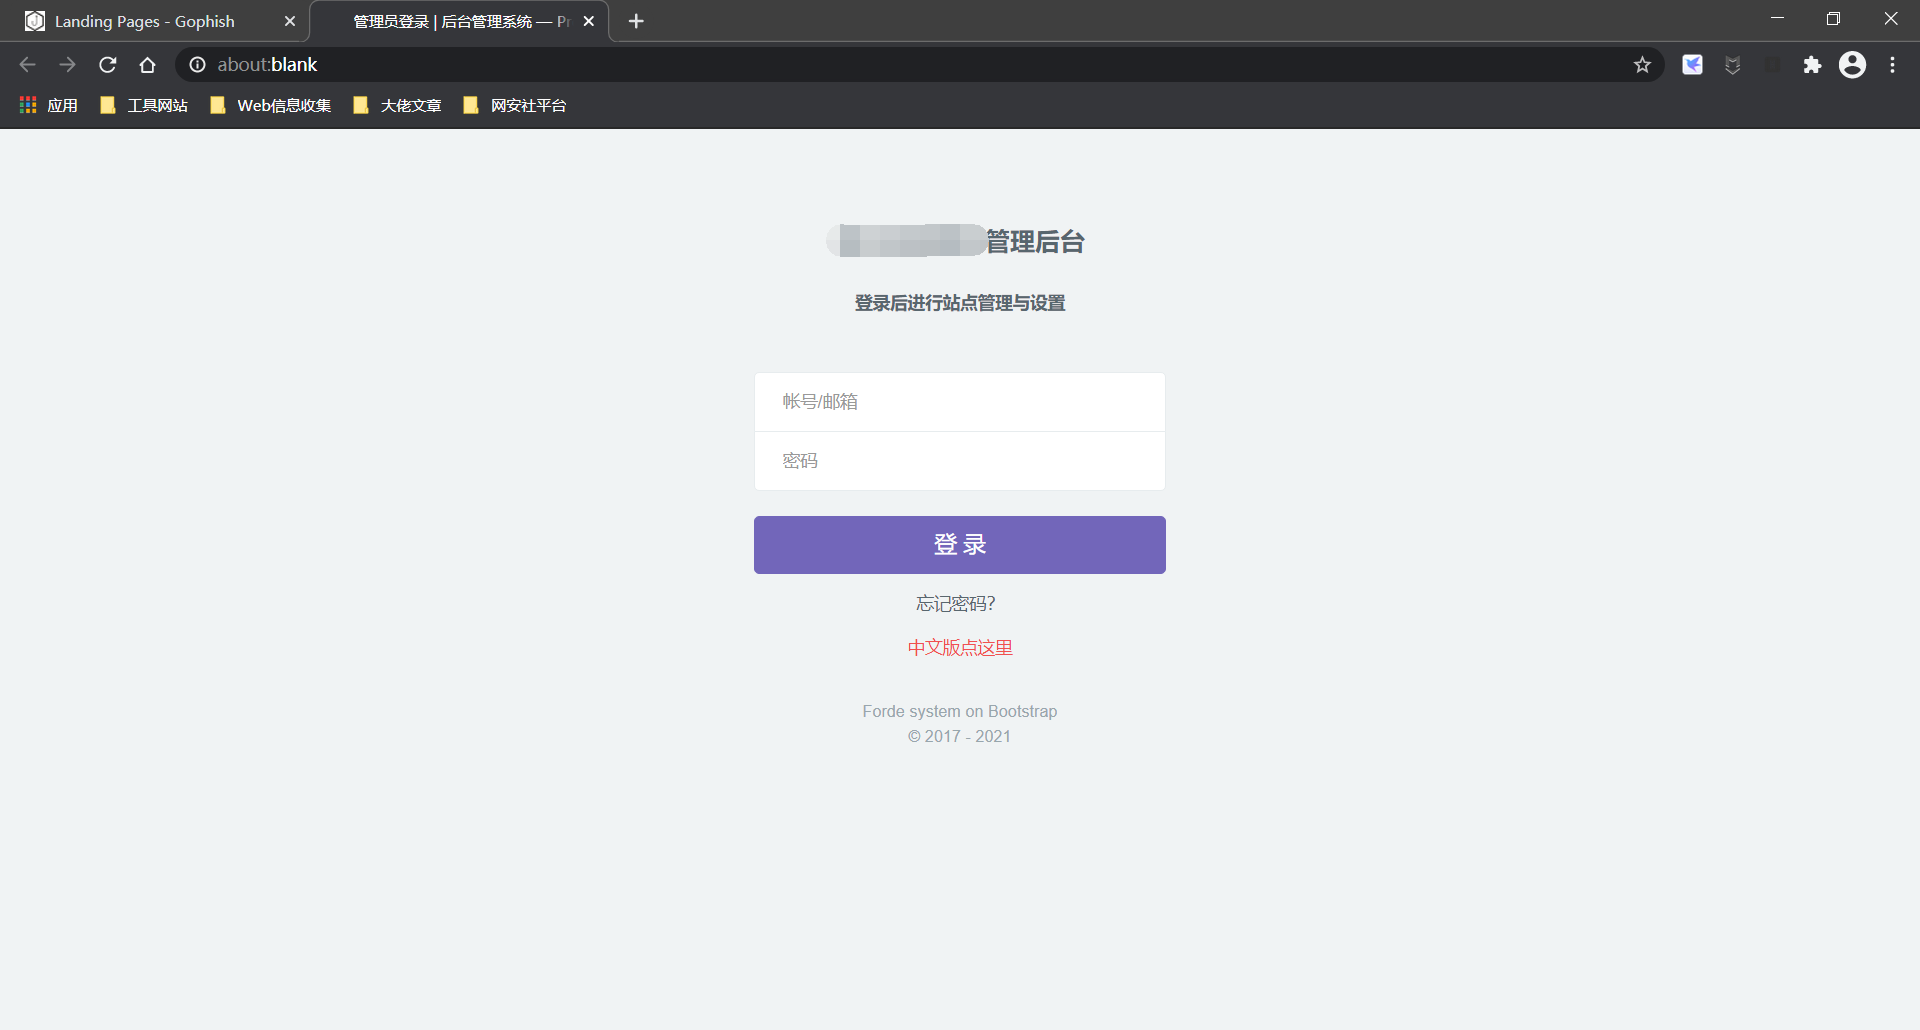 Landing Pages - Gophish
管理员登录 | 后台管理系统 — Pr
about:blank
应用
工具网站
Web信息收集
大佬文章
网安社平台
管理后台
登录后进行站点管理与设置
帐号/邮箱
密码
登 录
忘记密码?
中文版点这里
Forde system on Bootstrap
© 2017 - 2021